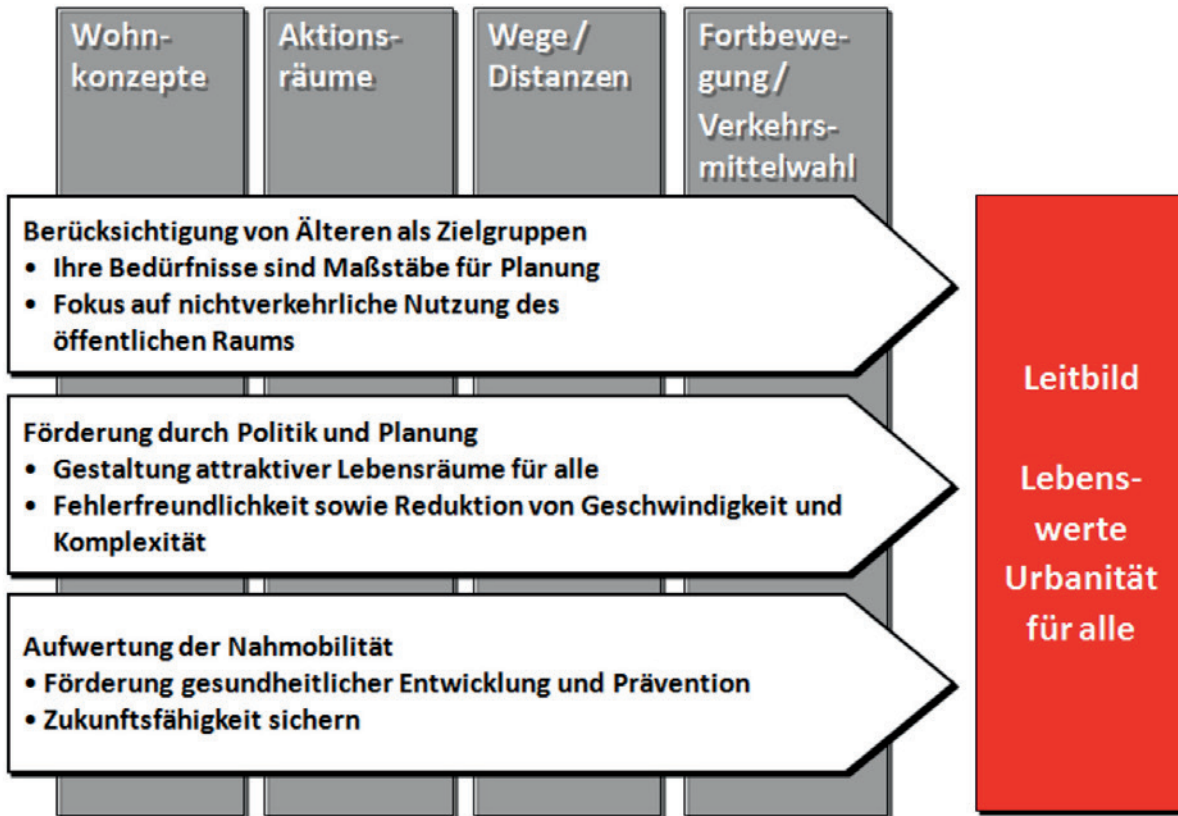 Wohn-
konzepte
Aktions-
räume
Wege /
Distanzen
Fortbewe-
gung /
Verkehrs-
mittelwahl
Berücksichtigung von Älteren als Zielgruppen
• Ihre Bedürfnisse sind Maßstäbe für Planung
• Fokus auf nichtverkehrliche Nutzung des
öffentlichen Raums
Förderung durch Politik und Planung
• Gestaltung attraktiver Lebensräume für alle
• Fehlerfreundlichkeit sowie Reduktion von Geschwindigkeit und
Komplexität
Aufwertung der Nahmobilität
• Förderung gesundheitlicher Entwicklung und Prävention
• Zukunftsfähigkeit sichern
Leitbild
Lebens-
werte
Urbanität
für alle